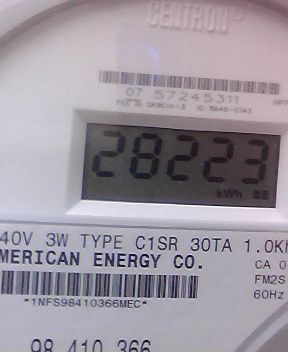 CENTRON®
07 57245311
28223
kWh
40V 3W TYPE C1SR 30TA 1.0K
MERICAN ENERGY CO.
CA 0
FM2S
60Hz
*1NFS98410366MEC*
98 410 366